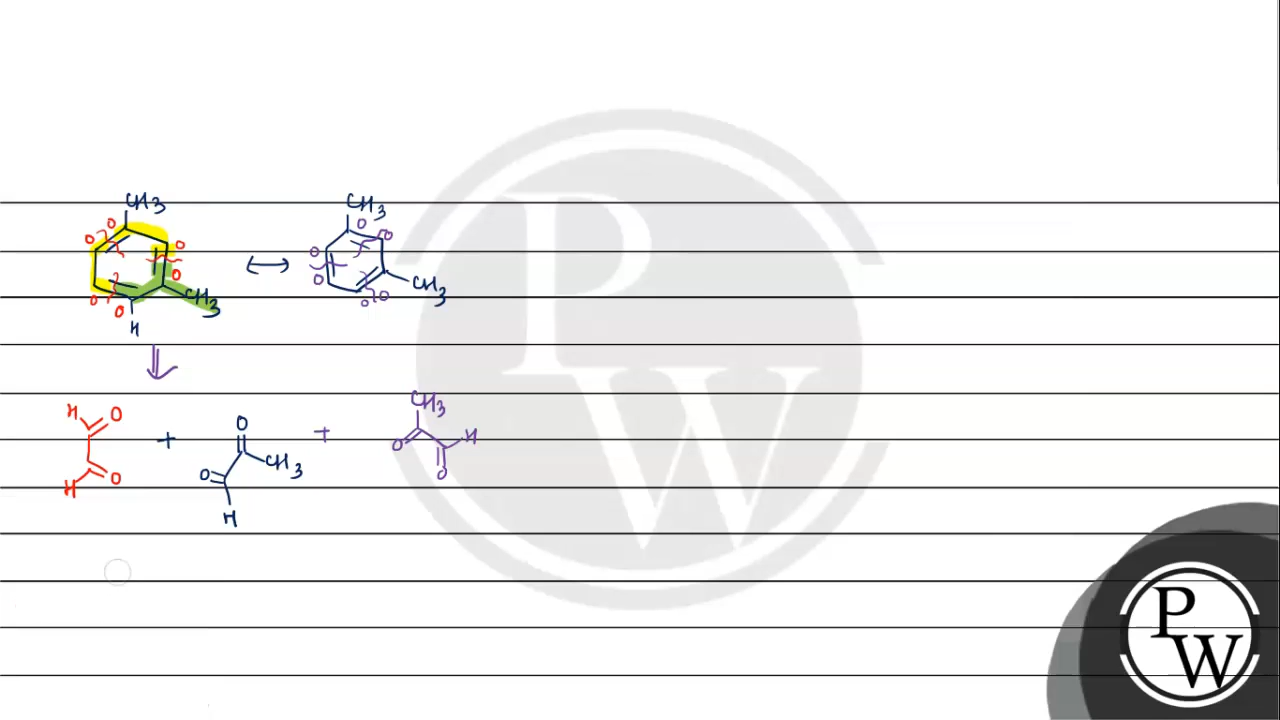 CH3 CH3
O O O O
O O
O O O O
CH3 CH3
O O
H
H O O CH3
+ + O H
O CH3 O
H O
H
P
W
P
W